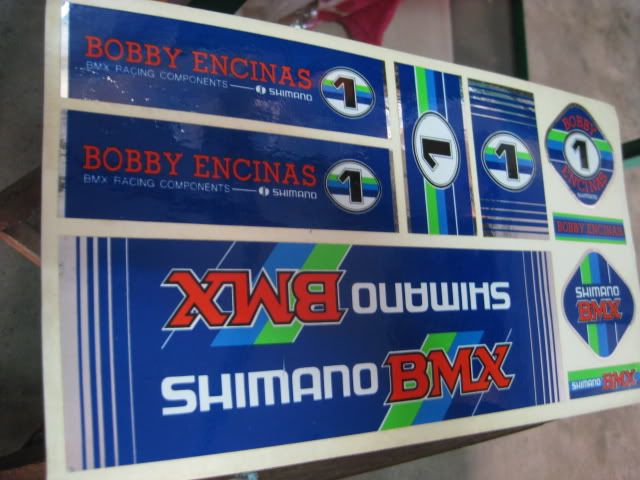 BOBBY ENCINAS
BMX RACING COMPONENTS — SHIMANO
1
BOBBY ENCINAS
BMX RACING COMPONENTS — SHIMANO
1
1
1
BOBBY
1
ENCINAS
SHIMANO
BOBBY ENCINAS
SHIMANO BMX
SHIMANO BMX
SHIMANO
BMX
SHIMANO BMX